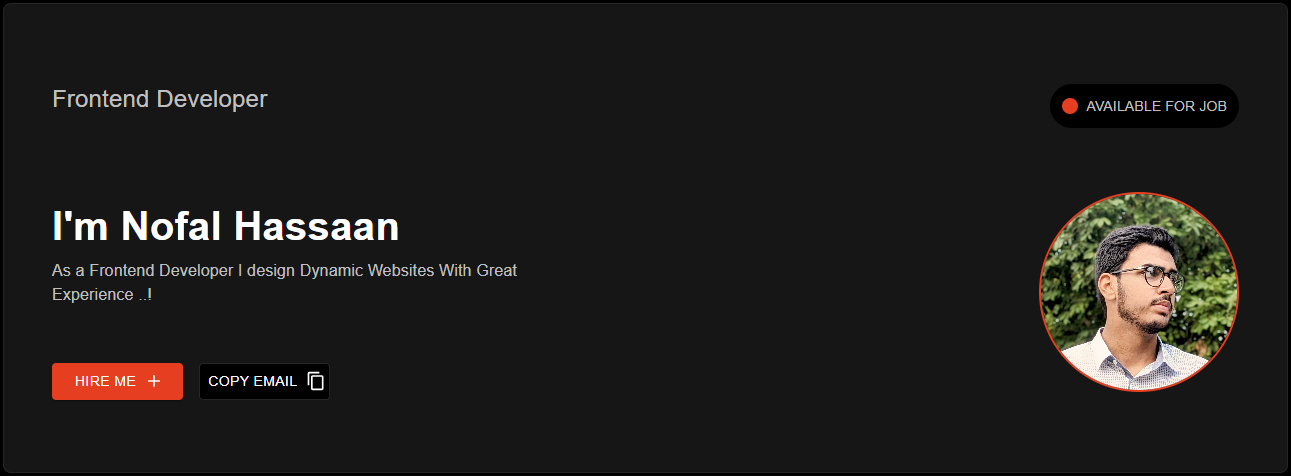 Frontend Developer
AVAILABLE FOR JOB
I'm Nofal Hassaan
As a Frontend Developer I design Dynamic Websites With Great
Experience ..!
HIRE ME +
COPY EMAIL